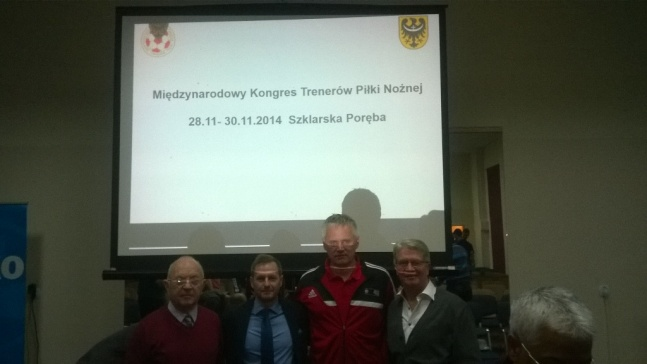 Międzynarodowy Kongres Trenerów Piłki Nożnej
28.11- 30.11.2014 Szklarska Poręba